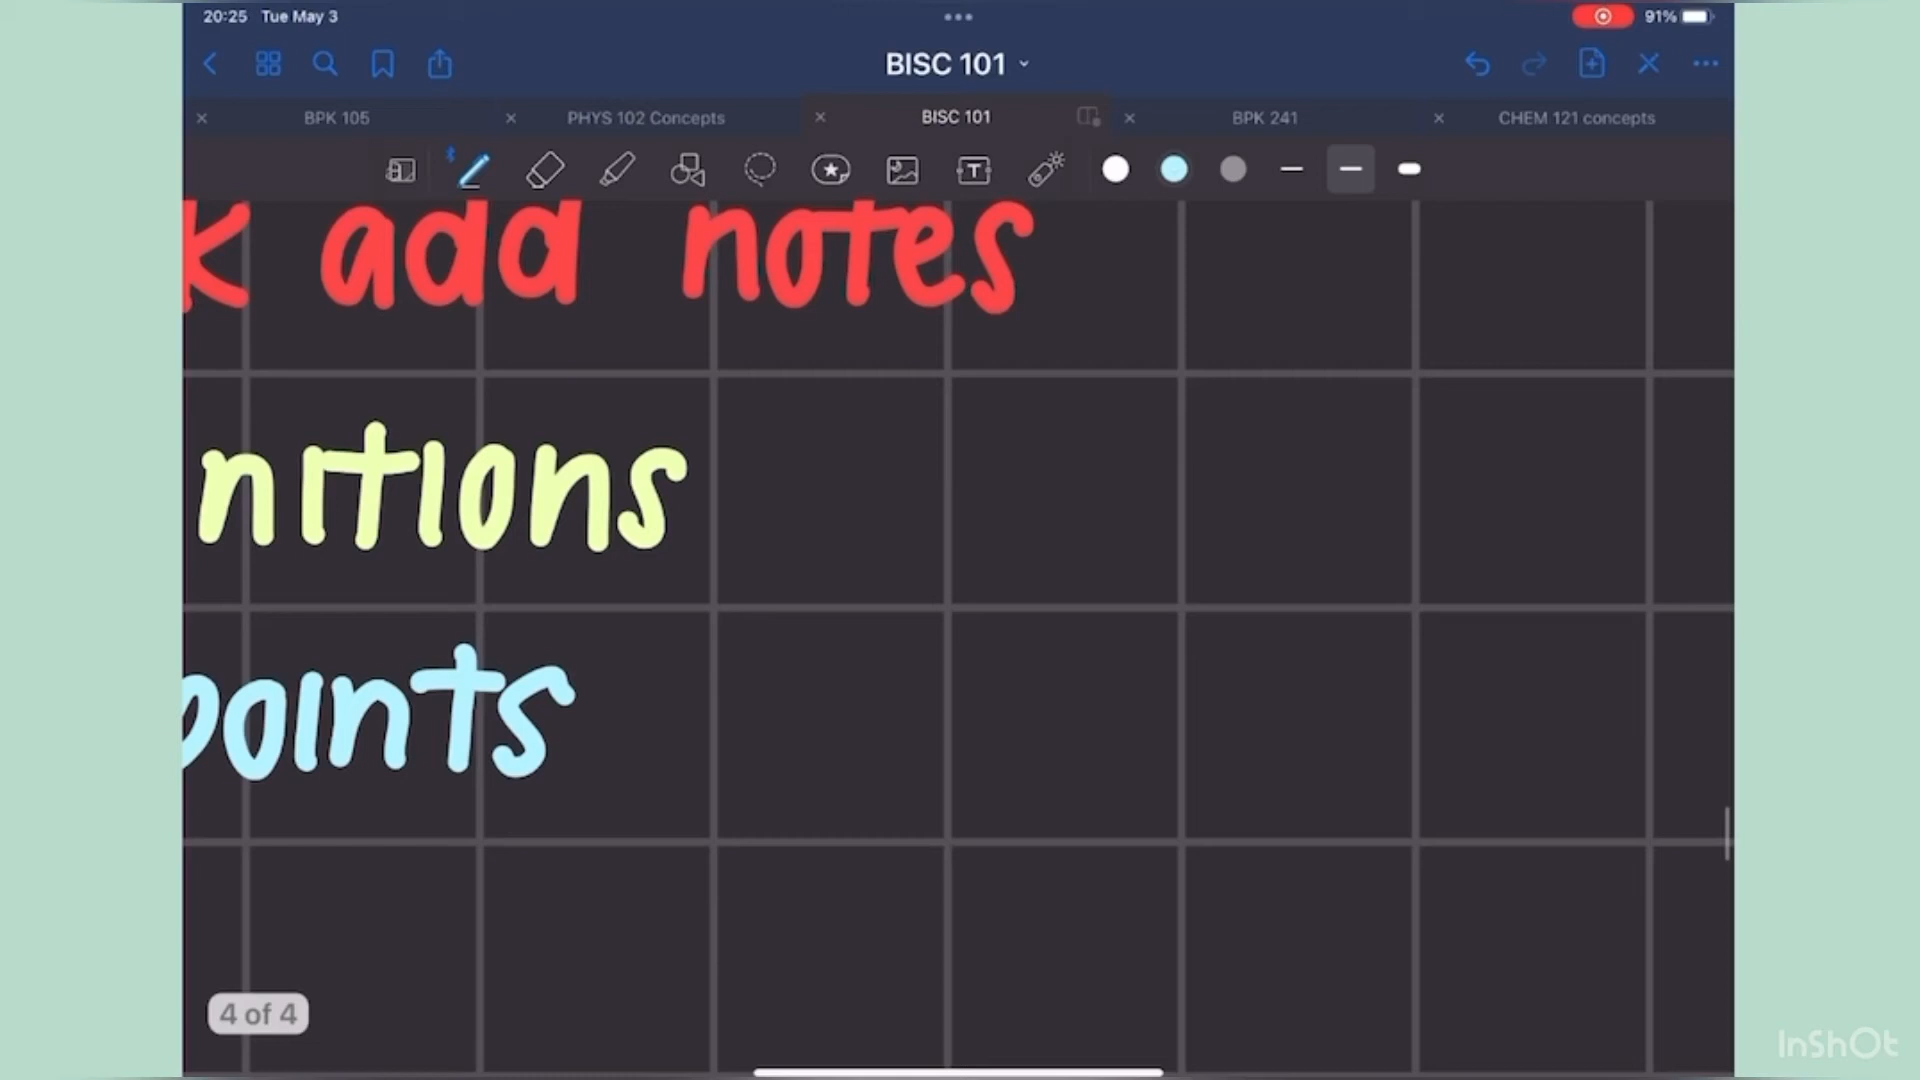 20:25 Tue May 3 91%
BISC 101
BPK 105 PHYS 102 Concepts BISC 101 BPK 241 CHEM 121 concepts
k add notes
nitions
points
4 of 4
InShOt